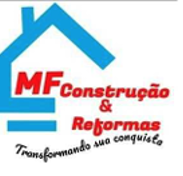 MF Construção
&
Reformas
Transformando sua conquista